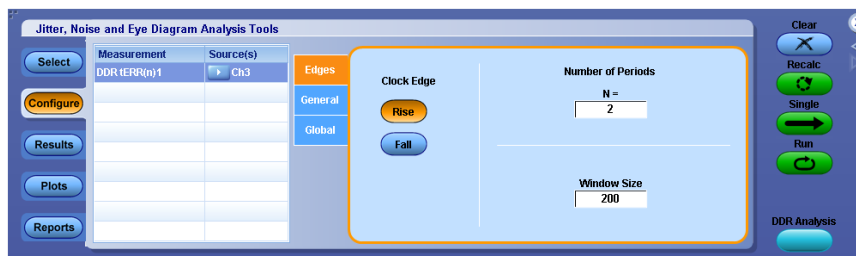 Jitter, Noise and Eye Diagram Analysis Tools
Clear
Select
Measurement Source(s)
DDR tERR(n)1 Ch3
Edges
Clock Edge
Number of Periods
Recalc
Configure
General
Rise
N =
2
Single
Results
Global
Fall
Run
Plots
Window Size
200
Reports
DDR Analysis